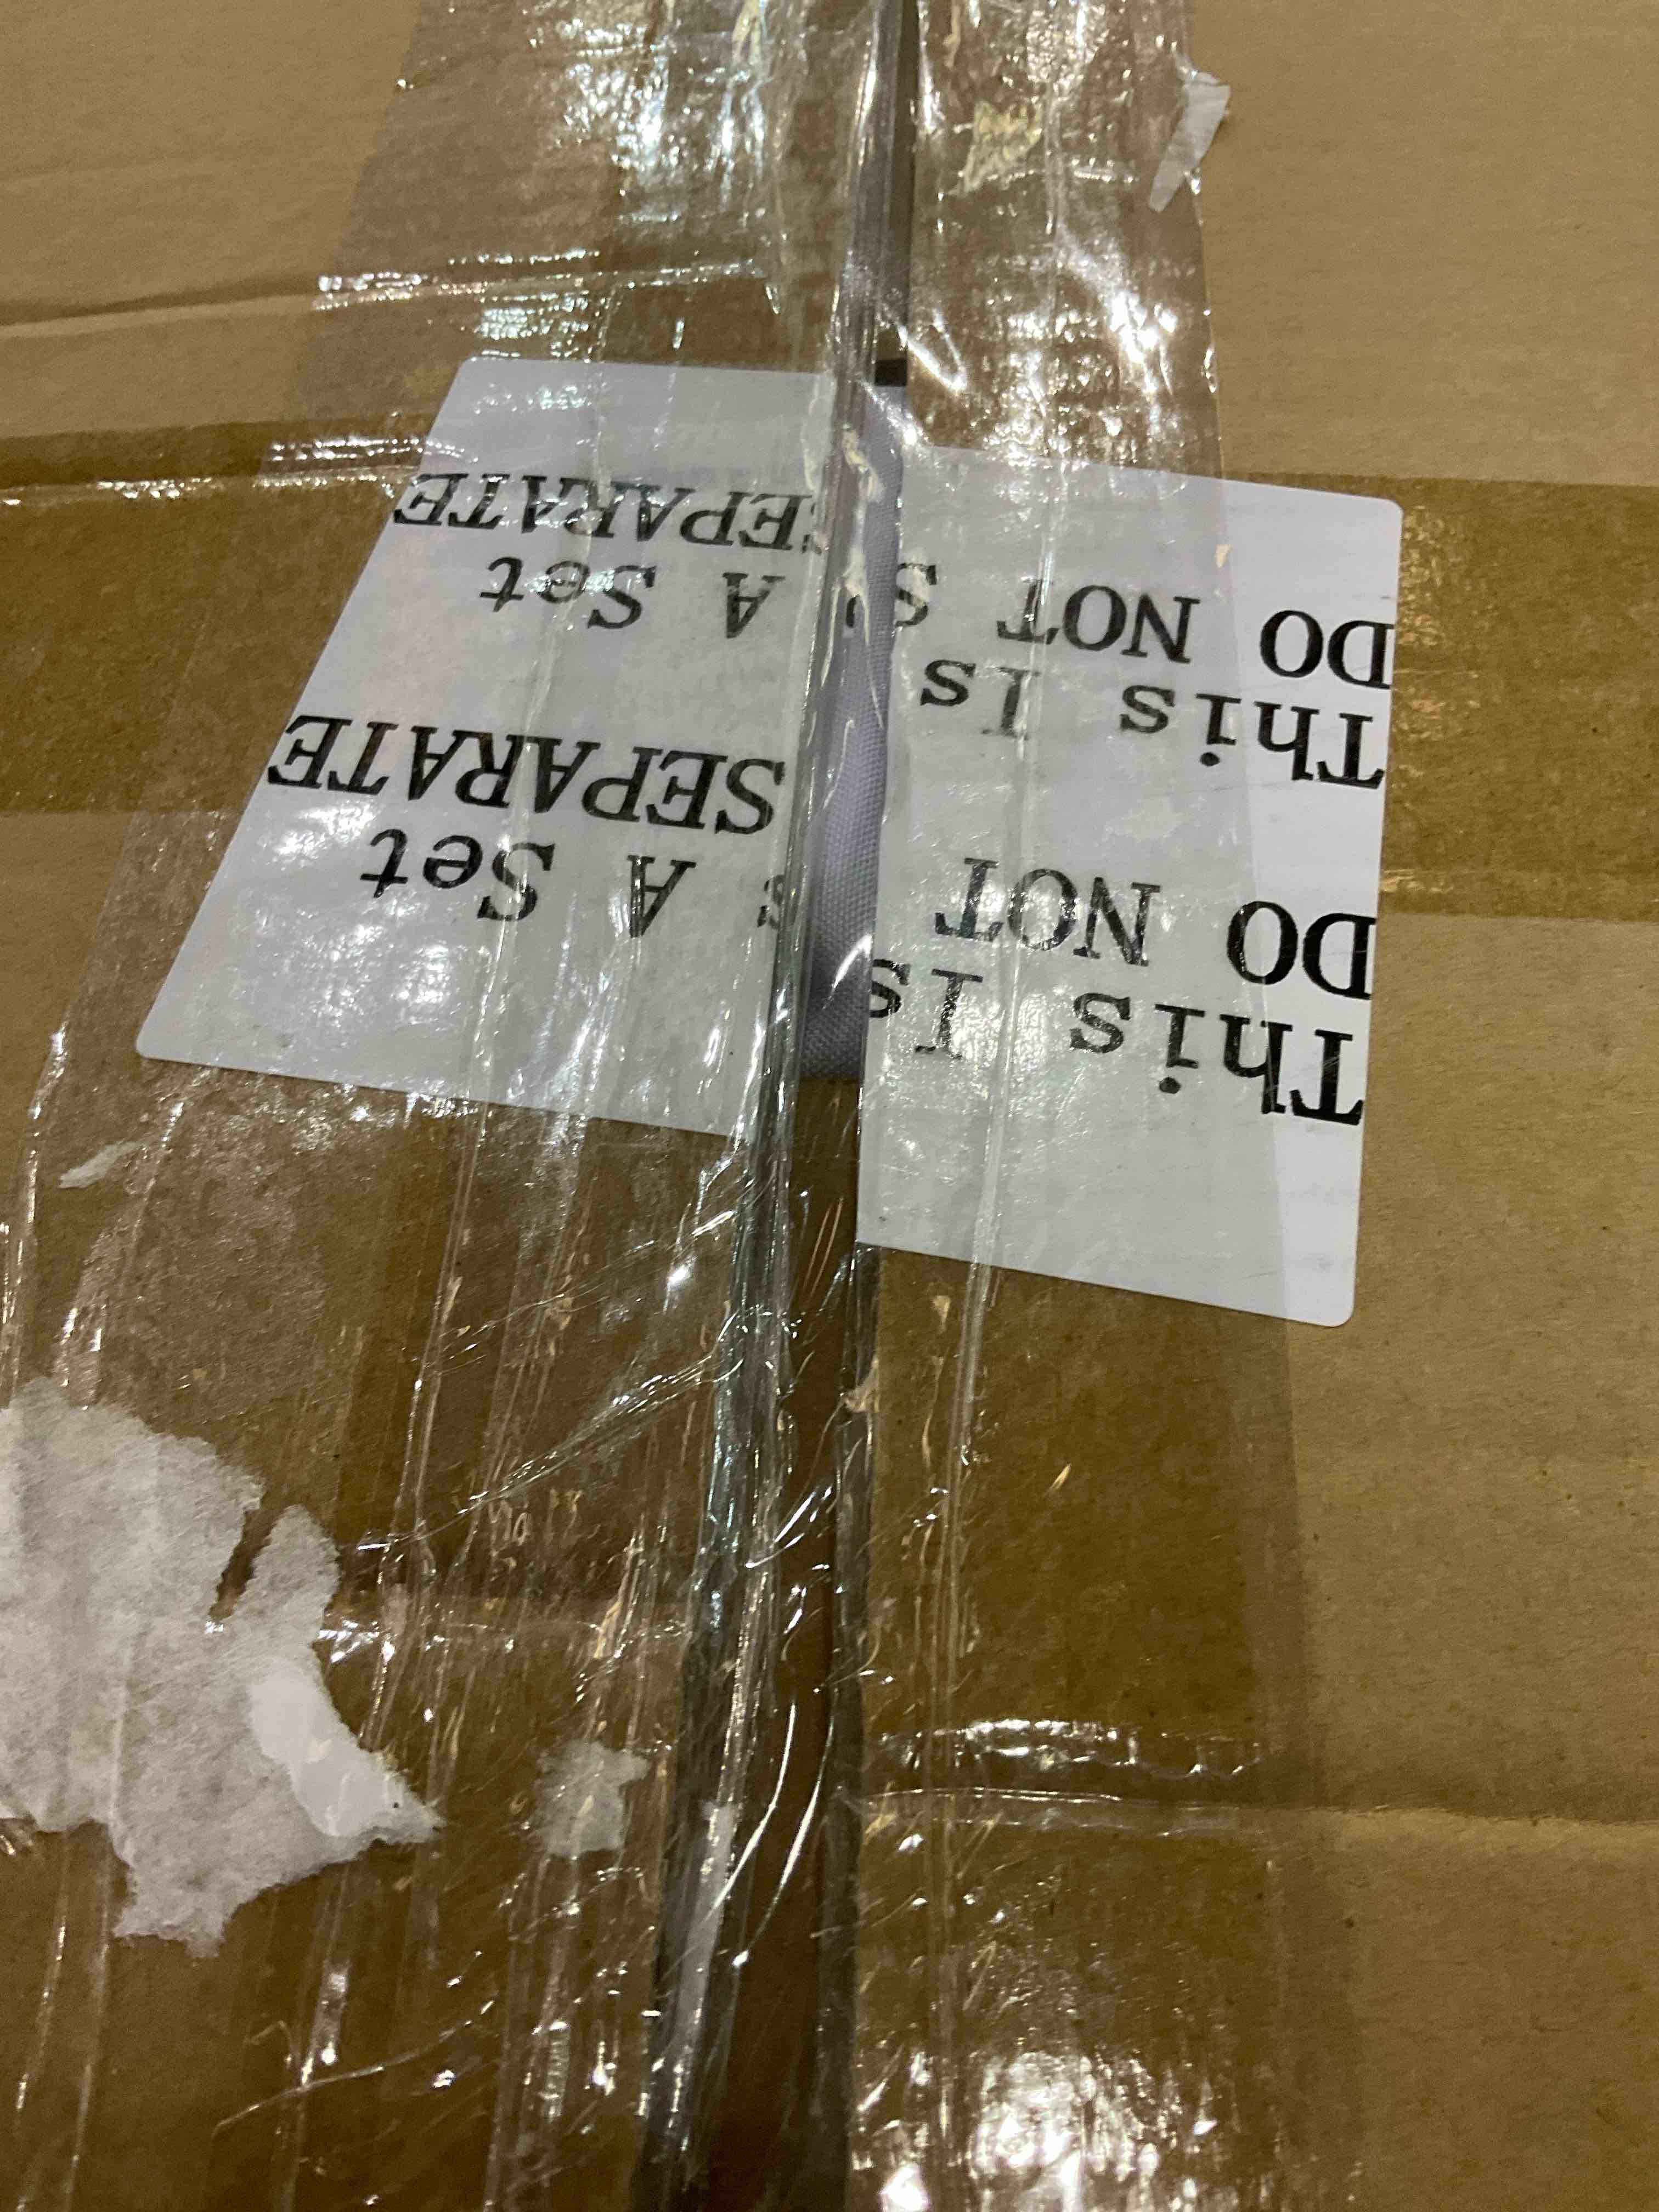 This Is A Set
DO NOT SEPARATE
This Is A Set
DO NOT SEPARATE